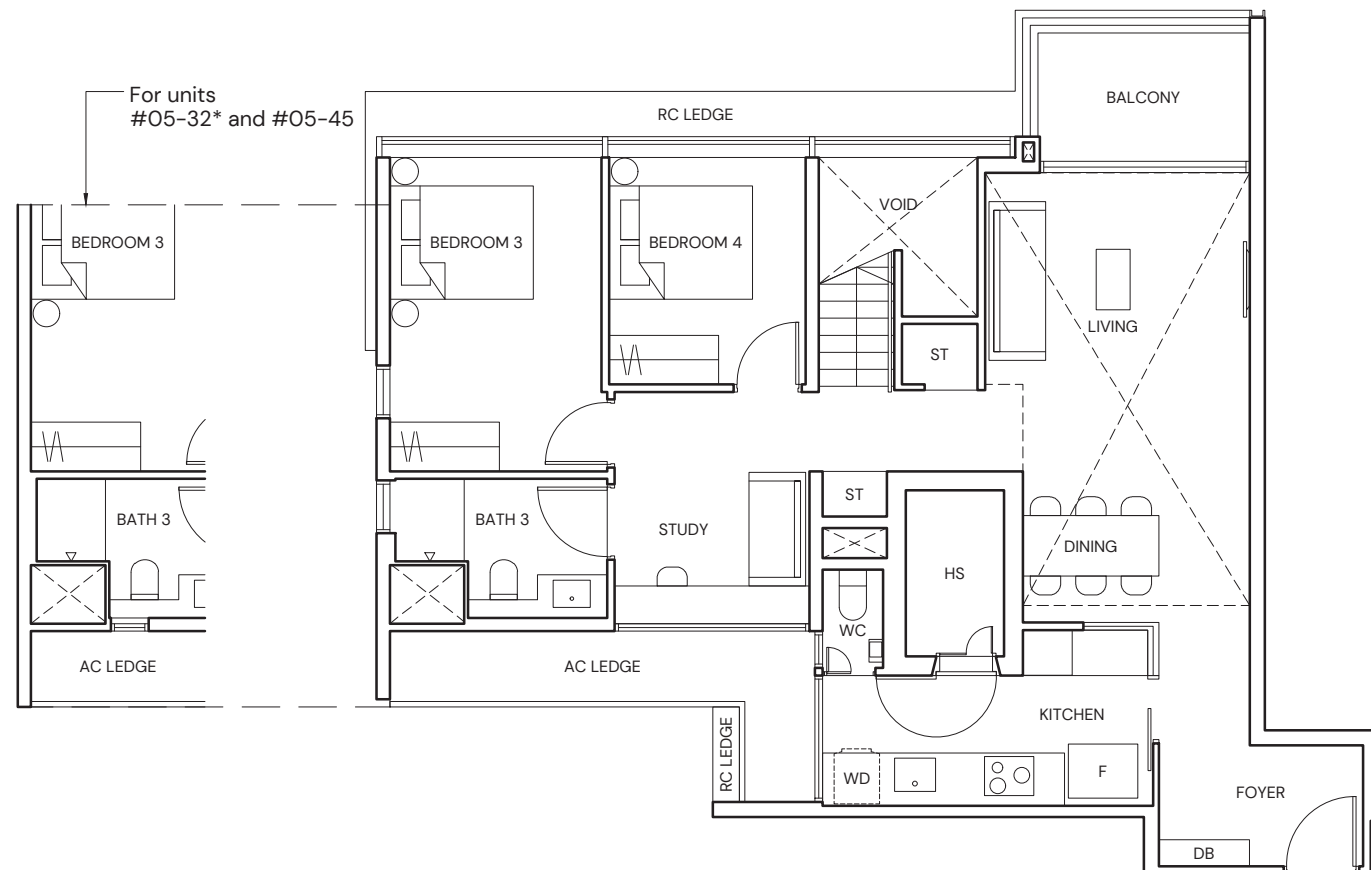 For units
#05-32* and #05-45
RC LEDGE
BALCONY
VOID
BEDROOM 3
BEDROOM 3
BEDROOM 4
LIVING
ST
ST
BATH 3
BATH 3
STUDY
DINING
HS
WC
AC LEDGE
AC LEDGE
KITCHEN
RC LEDGE
WD
F
FOYER
DB